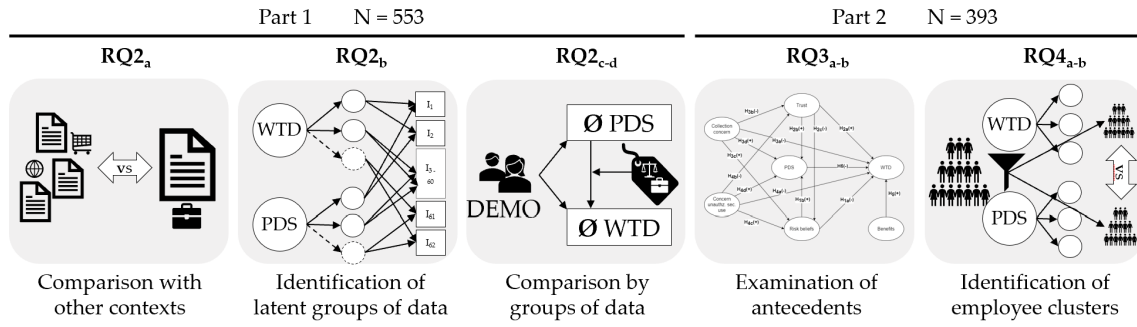 Part 1 N = 553
Part 2 N = 393
RQ2a
RQ2b
RQ2c-d
RQ3a-b
RQ4a-b
vs
WTD
PDS
I1
I2
I3-60
I61
I62
DEMO
Ø PDS
Ø WTD
Trust
Collection
concern
PDS
WTD
Concern
use
Risk beliefs
Benefits
WTD
PDS
vs
Comparison with
other contexts
Identification of
latent groups of data
Comparison by
groups of data
Examination of
antecedents
Identification of
employee clusters